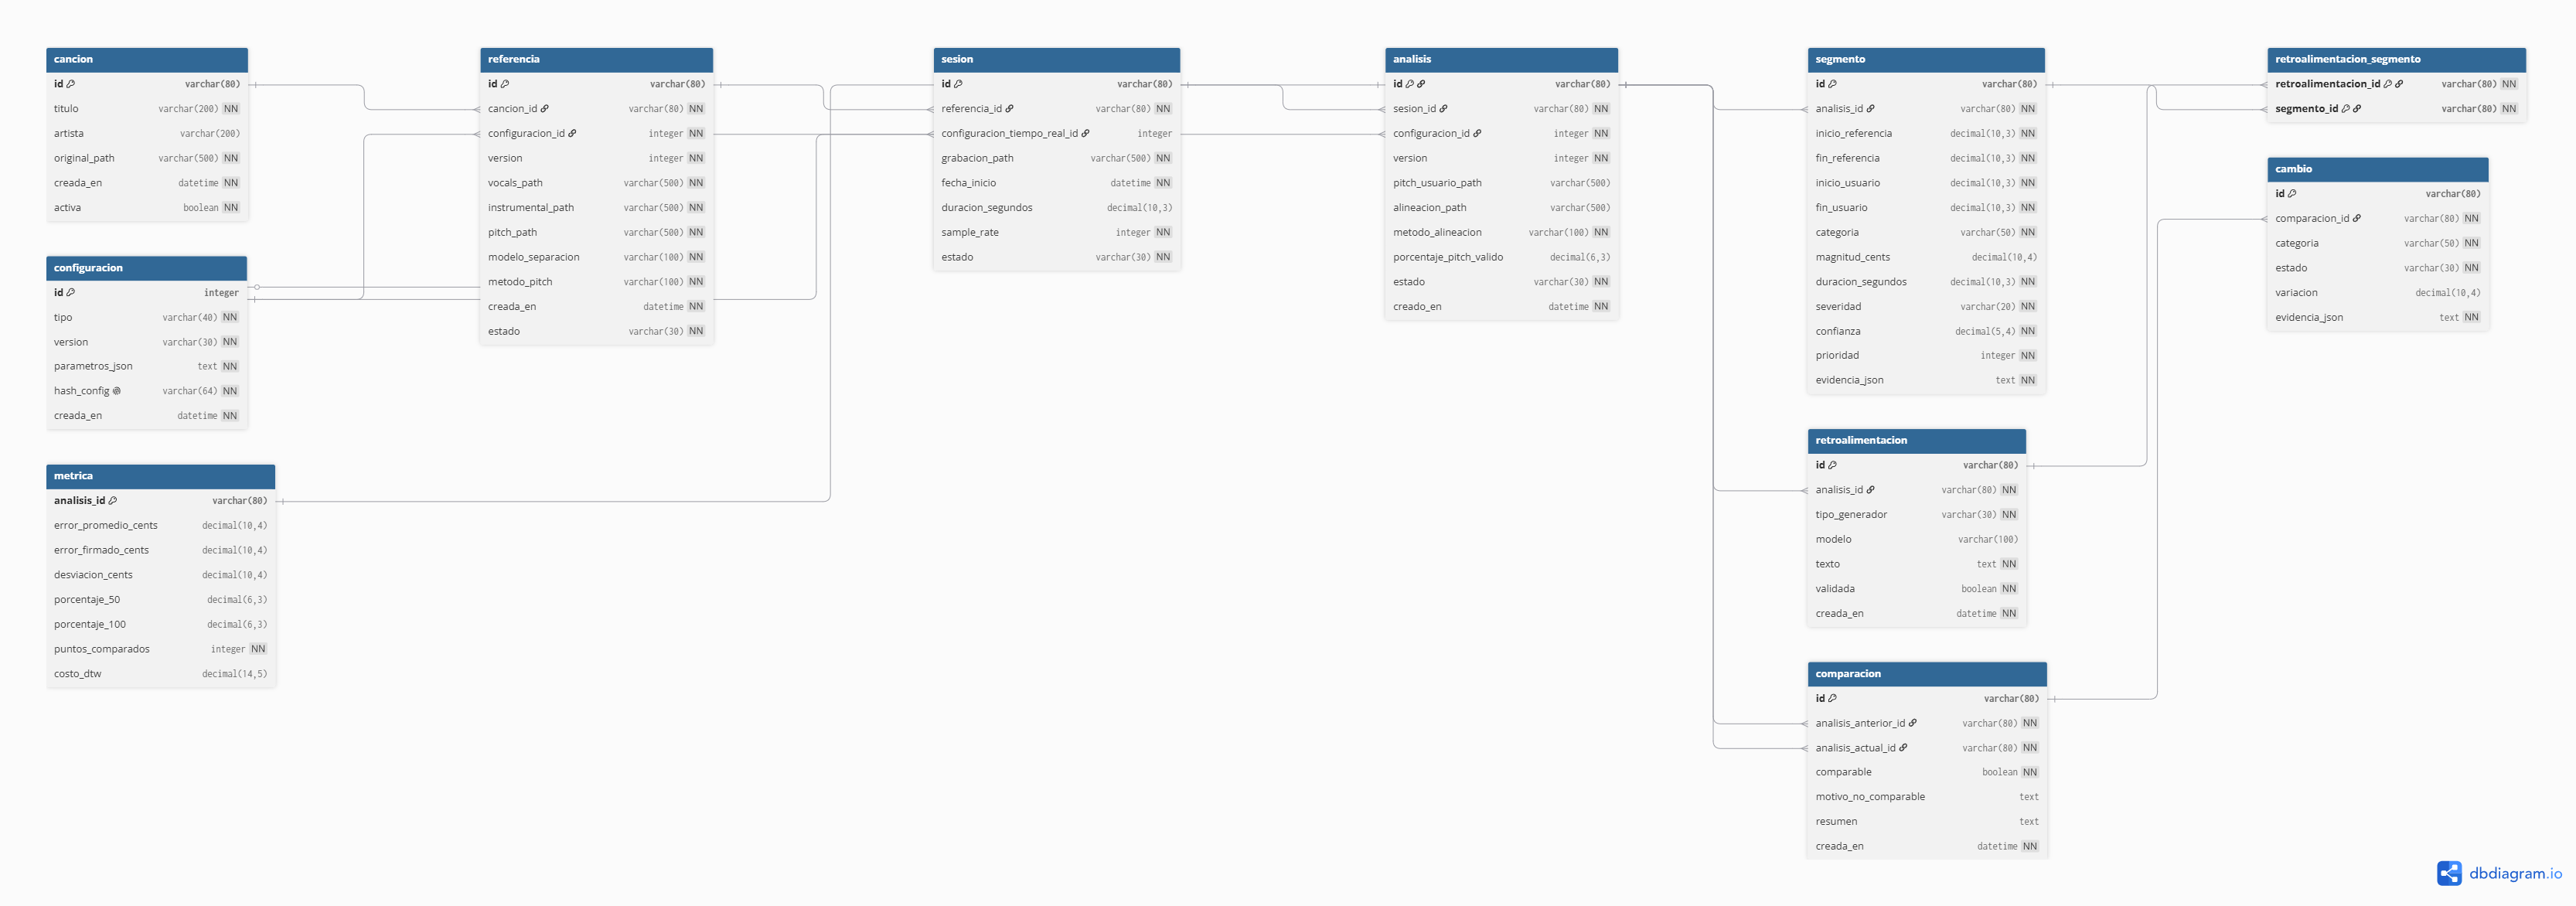 cancion
id varchar(80)
titulo varchar(200) NN
artista varchar(200)
original_path varchar(500) NN
creada_en datetime NN
activa boolean NN
configuracion
id integer
tipo varchar(40) NN
version varchar(30) NN
parametros_json text NN
hash_config varchar(64) NN
creada_en datetime NN
metrica
analisis_id varchar(80)
error_promedio_cents decimal(10,4)
error_firmado_cents decimal(10,4)
desviacion_cents decimal(10,4)
porcentaje_50 decimal(6,3)
porcentaje_100 decimal(6,3)
puntos_comparados integer NN
costo_dtw decimal(14,5)
referencia
id varchar(80)
cancion_id varchar(80) NN
configuracion_id integer NN
version integer NN
vocals_path varchar(500) NN
instrumental_path varchar(500) NN
pitch_path varchar(500) NN
modelo_separacion varchar(100) NN
metodo_pitch varchar(100) NN
creada_en datetime NN
estado varchar(30) NN
sesion
id varchar(80)
referencia_id varchar(80) NN
configuracion_tiempo_real_id integer
grabacion_path varchar(500) NN
fecha_inicio datetime NN
duracion_segundos decimal(10,3)
sample_rate integer NN
estado varchar(30) NN
analisis
id varchar(80)
sesion_id varchar(80) NN
configuracion_id integer NN
version integer NN
pitch_usuario_path varchar(500)
alineacion_path varchar(500)
metodo_alineacion varchar(100) NN
porcentaje_pitch_valido decimal(6,3)
estado varchar(30) NN
creado_en datetime NN
segmento
id varchar(80)
analisis_id varchar(80) NN
inicio_referencia decimal(10,3) NN
fin_referencia decimal(10,3) NN
inicio_usuario decimal(10,3) NN
fin_usuario decimal(10,3) NN
categoria varchar(50) NN
magnitud_cents decimal(10,4)
duracion_segundos decimal(10,3) NN
severidad varchar(20) NN
confianza decimal(5,4) NN
prioridad integer NN
evidencia_json text NN
retroalimentacion
id varchar(80)
analisis_id varchar(80) NN
tipo_generador varchar(30) NN
modelo varchar(100)
texto text NN
validada boolean NN
creada_en datetime NN
comparacion
id varchar(80)
analisis_anterior_id varchar(80) NN
analisis_actual_id varchar(80) NN
comparable boolean NN
motivo_no_comparable text
resumen text
creada_en datetime NN
retroalimentacion_segmento
retroalimentacion_id varchar(80) NN
segmento_id varchar(80) NN
cambio
id varchar(80)
comparacion_id varchar(80) NN
categoria varchar(50) NN
estado varchar(30) NN
variacion decimal(10,4)
evidencia_json text NN
dbdiagram.io